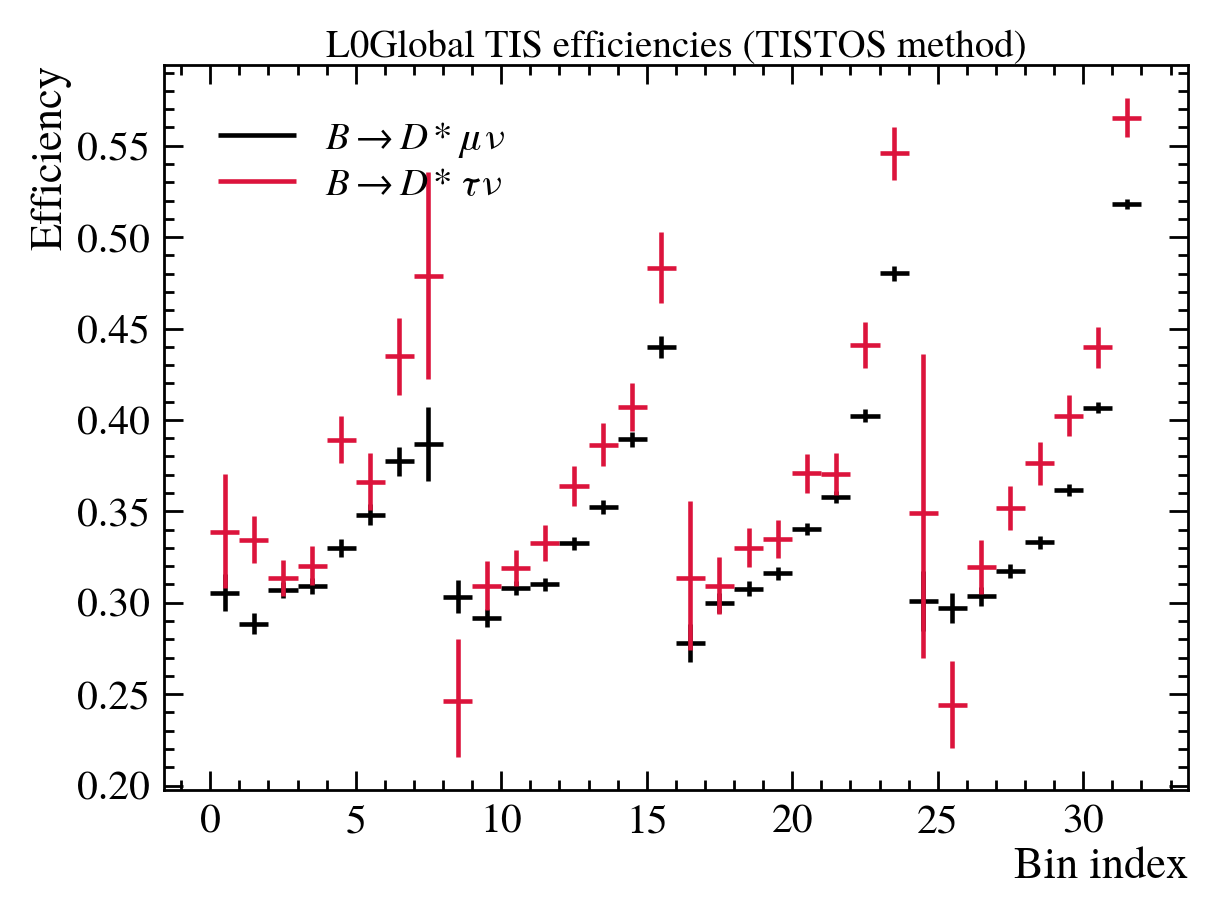 L0Global TIS efficiencies (TISTOS method)
Efficiency
B → D * μν
B → D * τν
0.55
0.50
0.45
0.40
0.35
0.30
0.25
0.20
0 5 10 15 20 25 30
Bin index